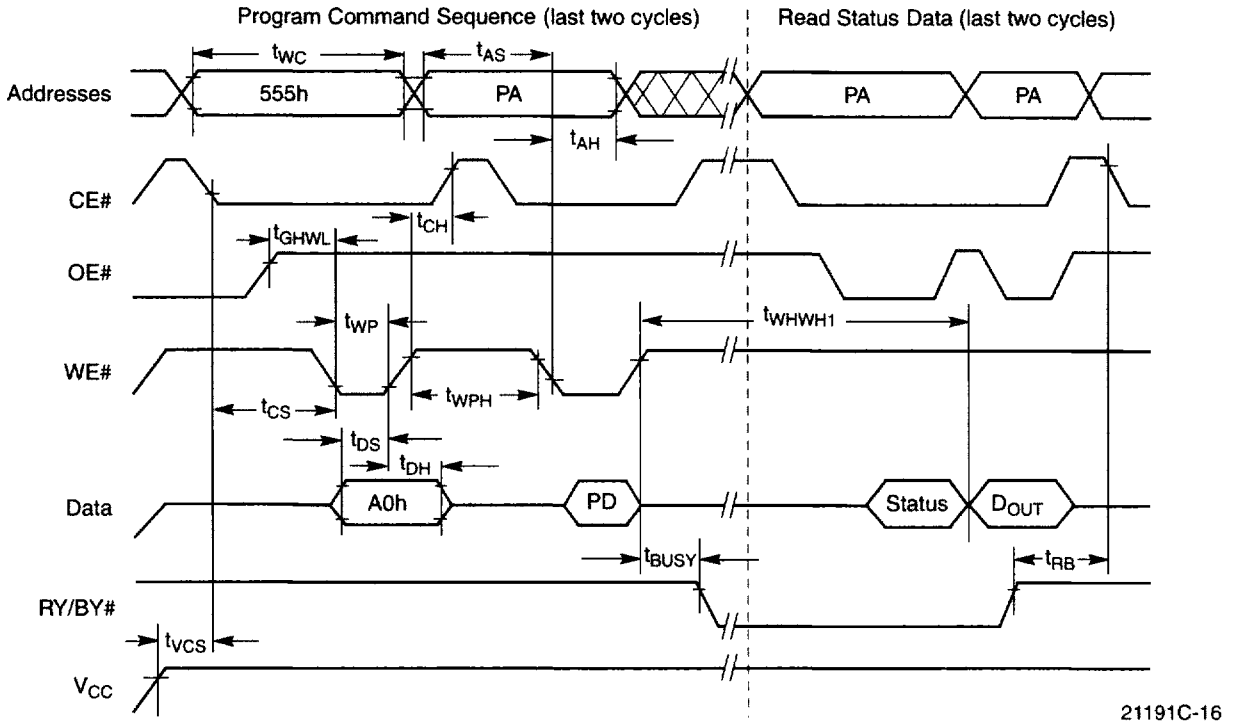 Program Command Sequence (last two cycles)
Read Status Data (last two cycles)
tWC
tAS
Addresses
555h
PA
PA
PA
tAH
CE#
tCH
tGHWL
OE#
tWP
tWHWH1
WE#
tWPH
tCS
tDS
tDH
Data
A0h
PD
Status
DOUT
tBUSY
tRB
RY/BY#
tVCS
VCC
21191C-16